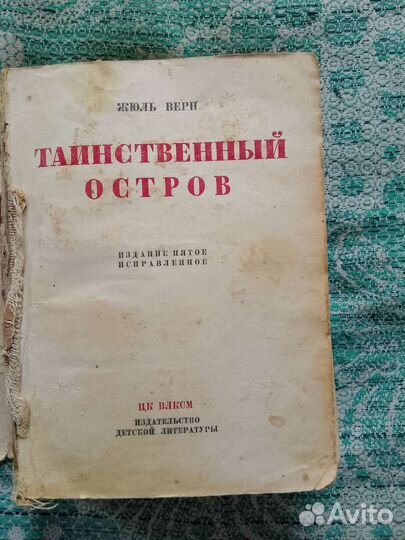 ЖЮЛЬ ВЕРН
ТАИНСТВЕННЫЙ
ОСТРОВ
ИЗДАНИЕ ПЯТОЕ
ИСПРАВЛЕННОЕ
ЦК ВЛКСМ
ИЗДАТЕЛЬСТВО
ДЕТСКОЙ ЛИТЕРАТУРЫ
Avito